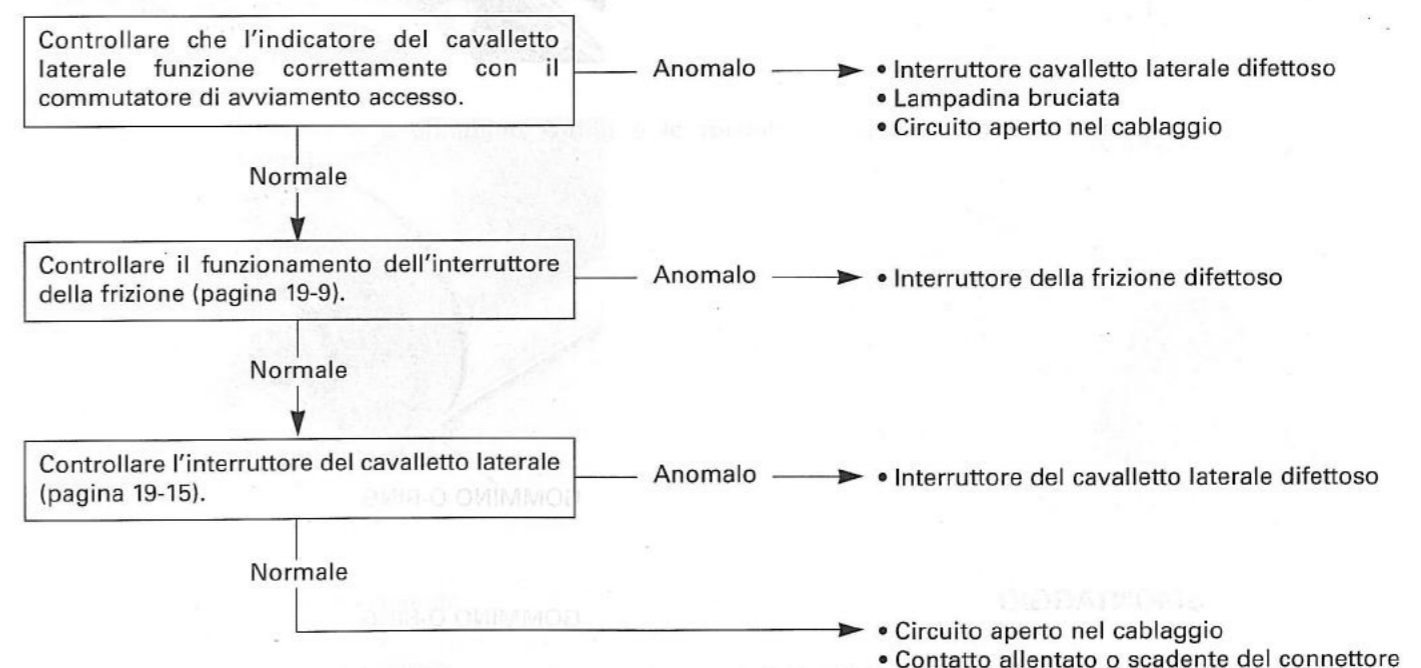 Controllare che l'indicatore del cavalletto
laterale funzione correttamente con il
commutatore di avviamento accesso.
Anomalo
• Interruttore cavalletto laterale difettoso
• Lampadina bruciata
• Circuito aperto nel cablaggio
Normale
Controllare il funzionamento dell'interruttore
della frizione (pagina 19-9).
Anomalo
• Interruttore della frizione difettoso
Normale
Controllare l'interruttore del cavalletto laterale
(pagina 19-15).
Anomalo
• Interruttore del cavalletto laterale difettoso
GOMMINO O-RING
Normale
GOMMINO O-RING
• Circuito aperto nel cablaggio
• Contatto allentato o scadente del connettore